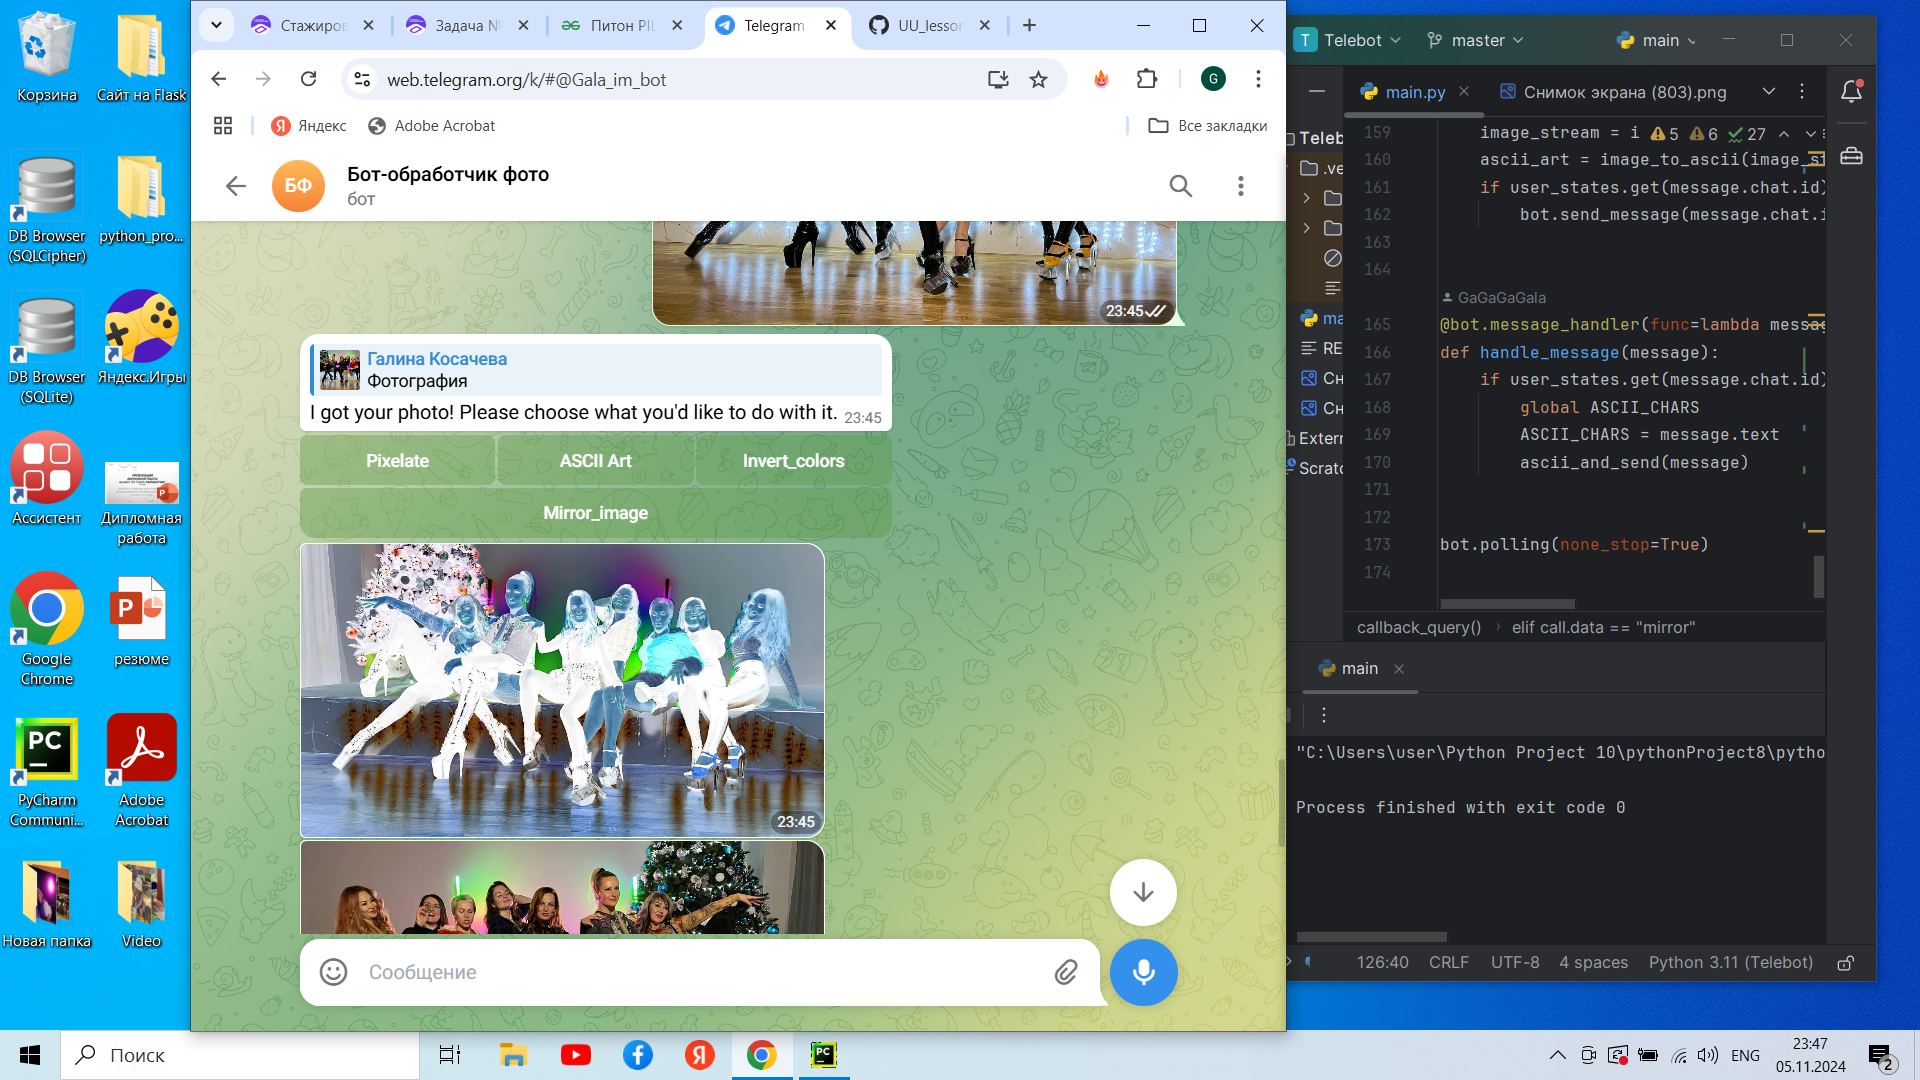 Корзина
Сайт на Flask
DB Browser
(SQLCipher)
python_pro...
DB Browser
(SQLite)
Яндекс.Игры
Ассистент
Дипломная
работа
Google
Chrome
резюме
PyCharm
Communi...
Adobe
Acrobat
Новая папка
Video
Стажиров
Задача №
Питон PIL
Telegram
UU_lesson
web.telegram.org/k/#@Gala_im_bot
G
Яндекс
Adobe Acrobat
Все закладки
БФ
Бот-обработчик фото
бот
23:45
Галина Косачева
Фотография
I got your photo! Please choose what you'd like to do with it.
23:45
Pixelate
ASCII Art
Invert_colors
Mirror_image
23:45
Сообщение
T
Telebot
master
main
main.py
Снимок экрана (803).png
Teleb
.ve
ma
RE
Сн
Сн
Extern
Scratc
159 image_stream = i
5 6 27
160 ascii_art = image_to_ascii(image_st
161 if user_states.get(message.chat.id)
162 bot.send_message(message.chat.i
163
164
GaGaGaGala
165 @bot.message_handler(func=lambda messag
166 def handle_message(message):
167 if user_states.get(message.chat.id)
168 global ASCII_CHARS
169 ASCII_CHARS = message.text
170 ascii_and_send(message)
171
172
173 bot.polling(none_stop=True)
174
callback_query() › elif call.data == "mirror"
main
"C:\Users\user\Python Project 10\pythonProject8\pytho
Process finished with exit code 0
126:40 CRLF UTF-8 4 spaces Python 3.11 (Telebot)
Поиск
ENG
23:47
05.11.2024
2